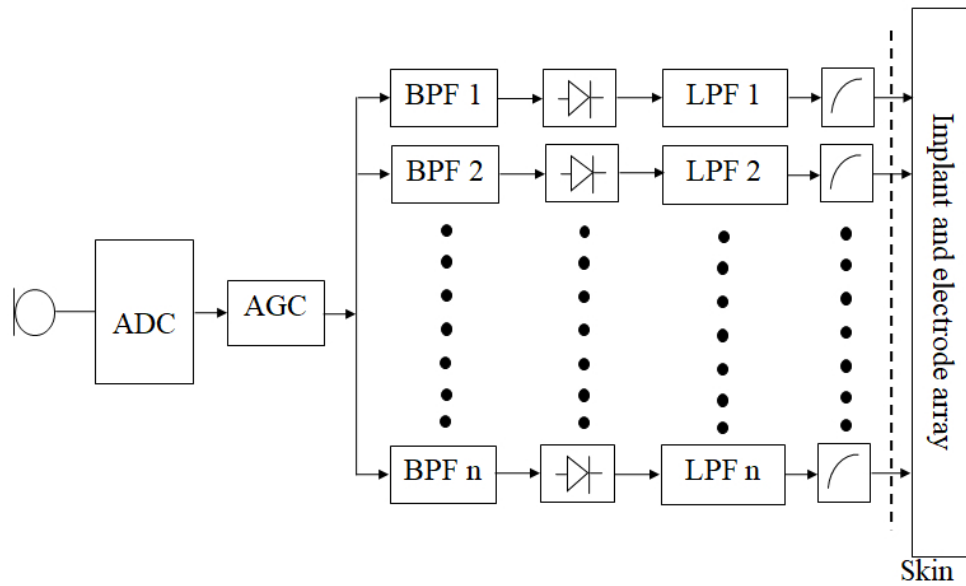 BPF 1
LPF 1
BPF 2
LPF 2
ADC
AGC
BPF n
LPF n
Implant and electrode array
Skin